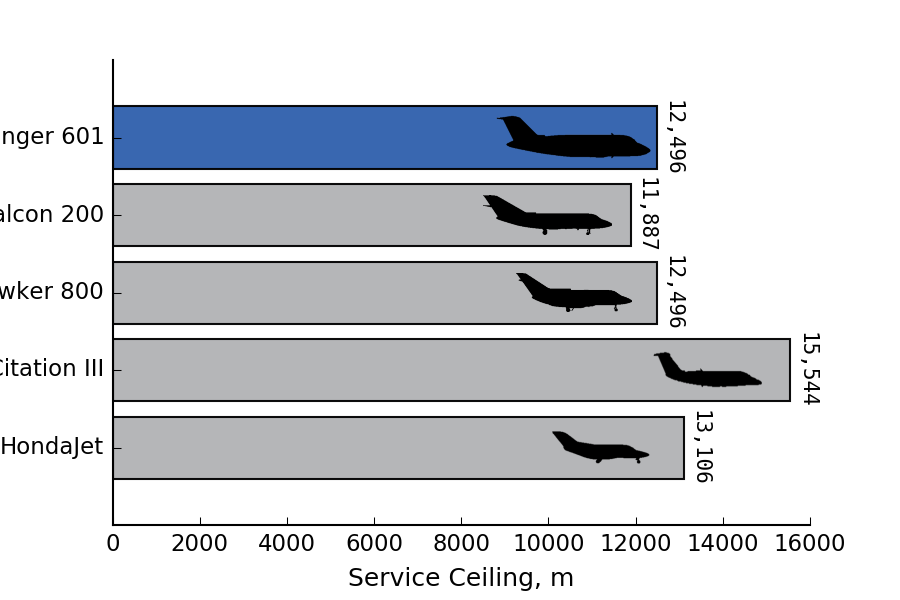 nger 601
12,496
alcon 200
11,887
wker 800
12,496
Citation III
15,544
HondaJet
13,106
0 2000 4000 6000 8000 10000 12000 14000 16000
Service Ceiling, m